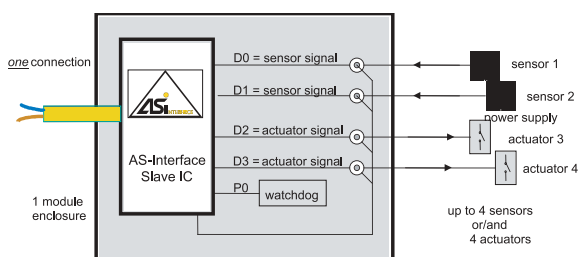 one connection
D0 = sensor signal
sensor 1
D1 = sensor signal
sensor 2
power supply
ASi
D2 = actuator signal
actuator 3
AS-Interface
Slave IC
D3 = actuator signal
actuator 4
P0
watchdog
1 module
enclosure
up to 4 sensors
or/and
4 actuators